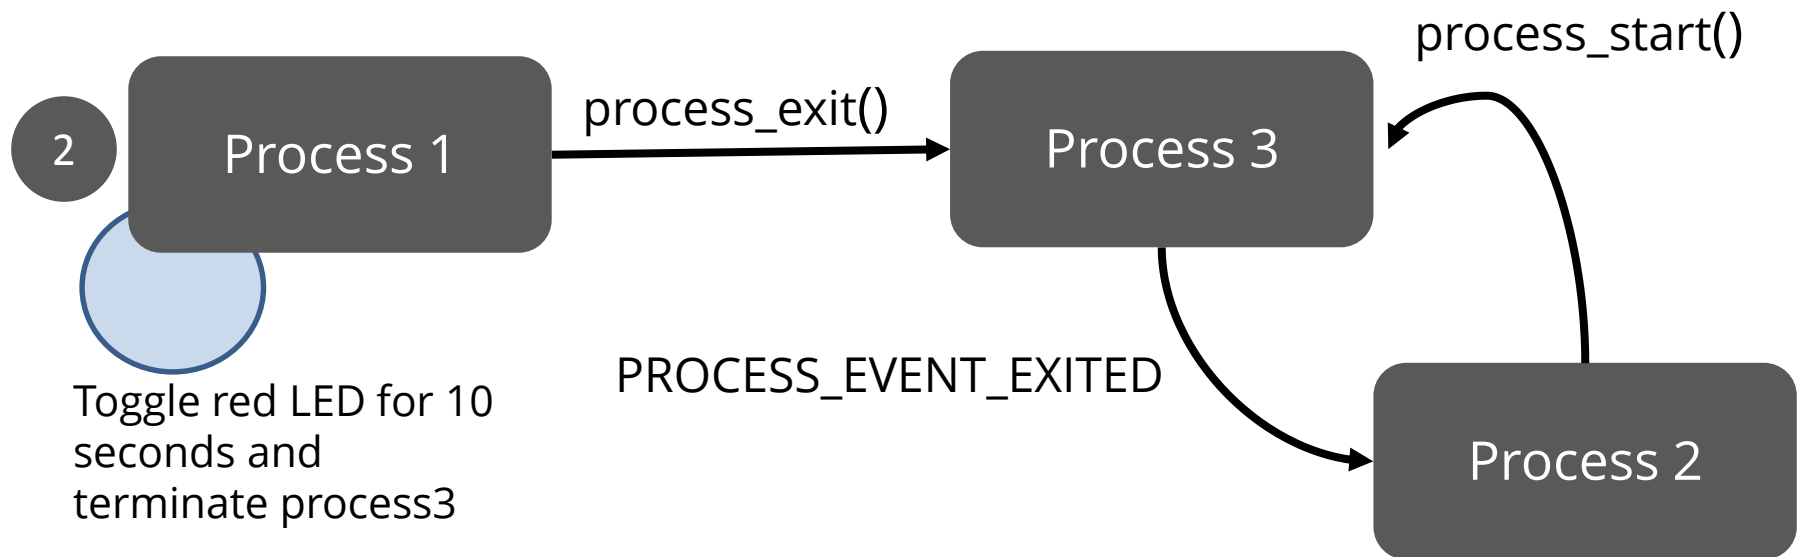 process_start()
process_exit()
2
Process 1
Process 3
PROCESS_EVENT_EXITED
Toggle red LED for 10
seconds and
terminate process3
Process 2